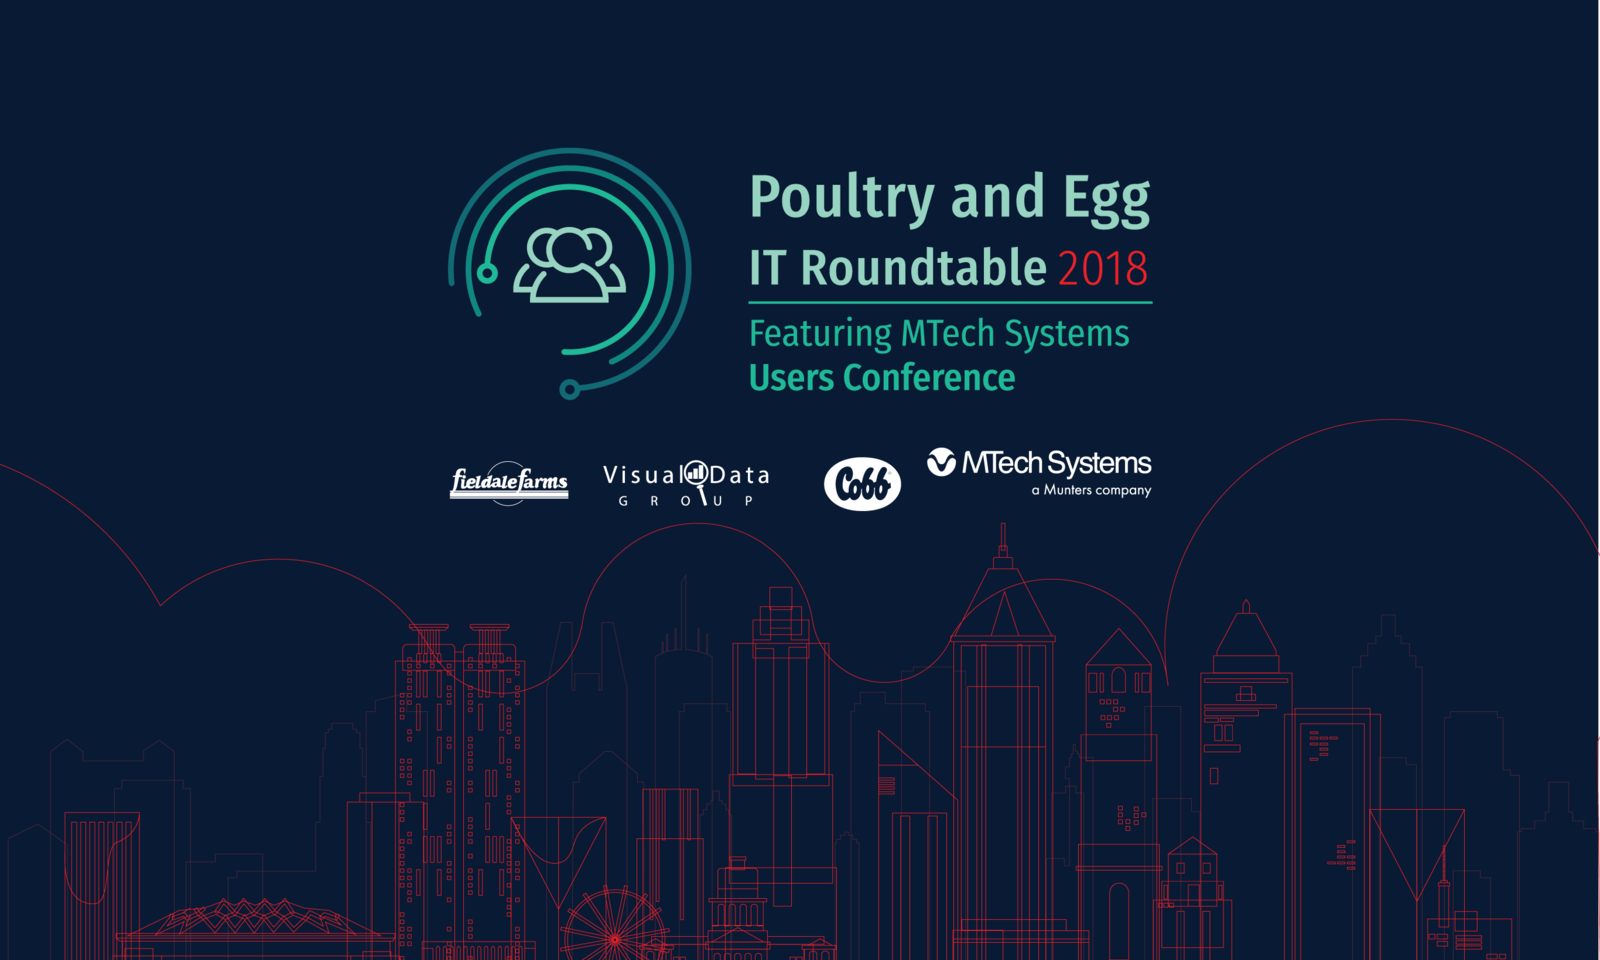 Poultry and Egg
IT Roundtable 2018
Featuring MTech Systems
Users Conference
fieldale farms
Visual Data
GROUP
Cobb
MTech Systems
a Munters company